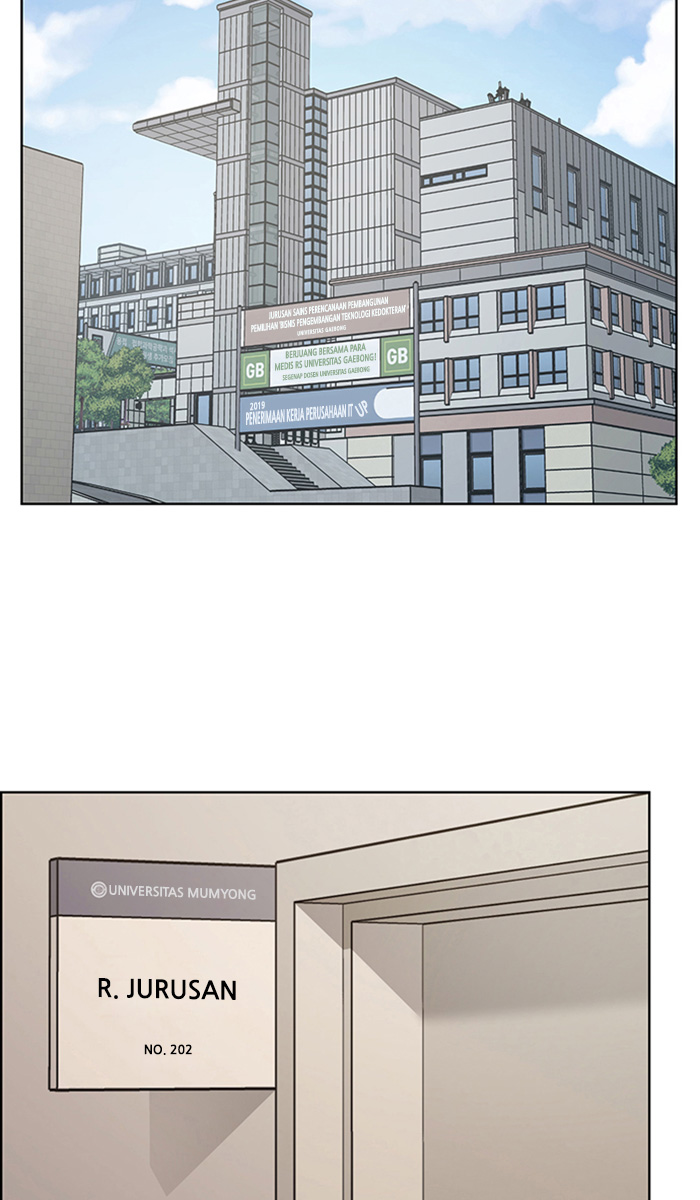 JURUSAN SAINS PERENCANAAN PEMBANGUNAN
PEMILIHAN 'BISNIS PENGEMBANGAN TEKNOLOGI KEDOKTERAN'
UNIVERSITAS GAEBONG
GB
BERJUANG BERSAMA PARA
MEDIS RS UNIVERSITAS GAEBONG!
SEGENAP DOSEN UNIVERSITAS GAEBONG
GB
2019
PENERIMAAN KERJA PERUSAHAAN IT UP
UNIVERSITAS MUMYONG
R. JURUSAN
NO. 202